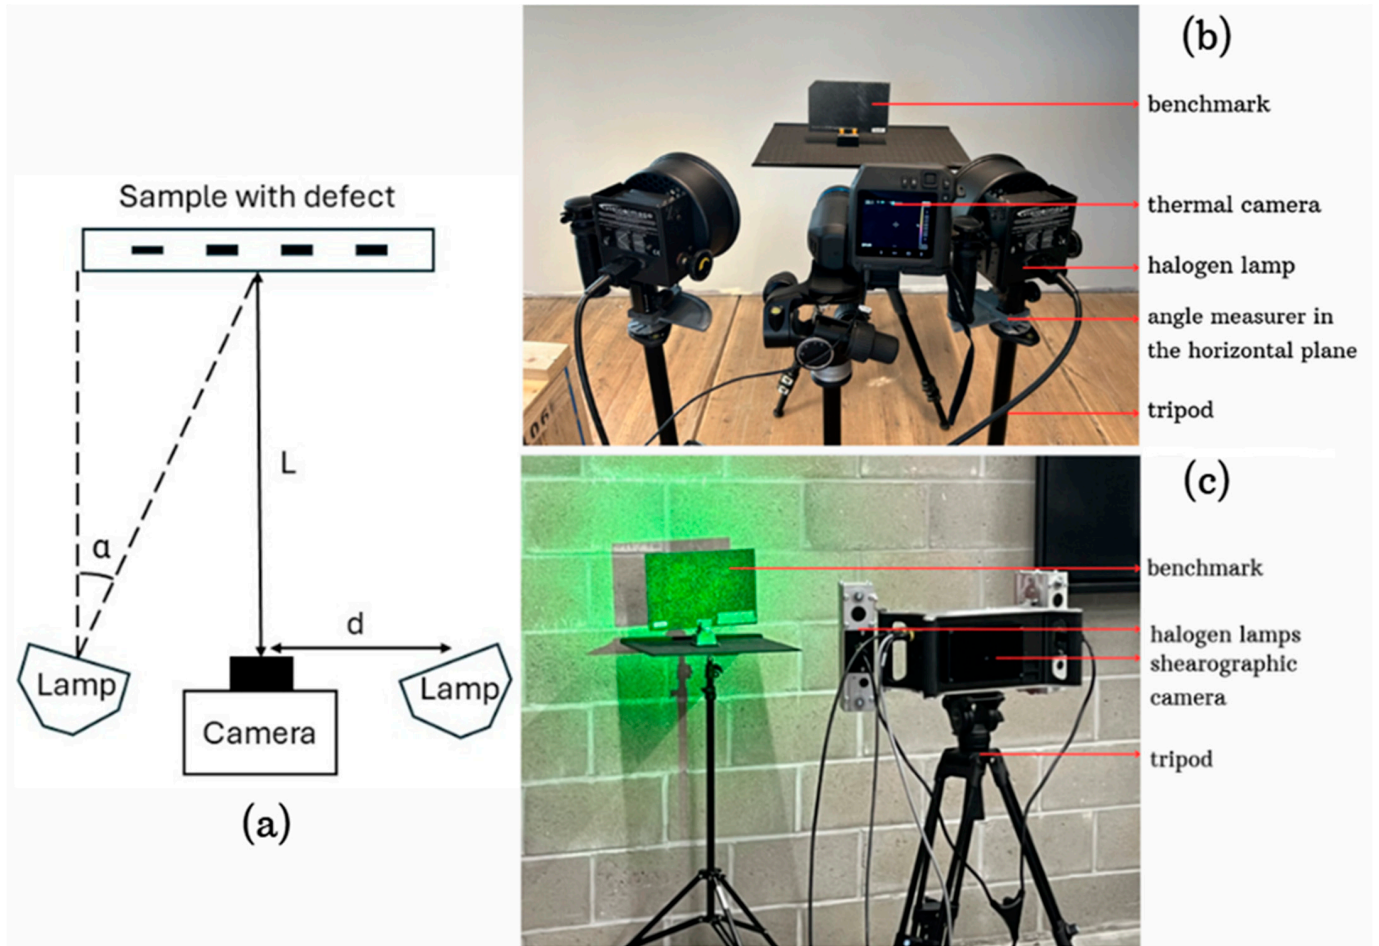 Sample with defect
L
α
d
Lamp
Camera
Lamp
(a)
(b)
benchmark
thermal camera
halogen lamp
angle measurer in
the horizontal plane
tripod
(c)
benchmark
halogen lamps
shearographic
camera
tripod